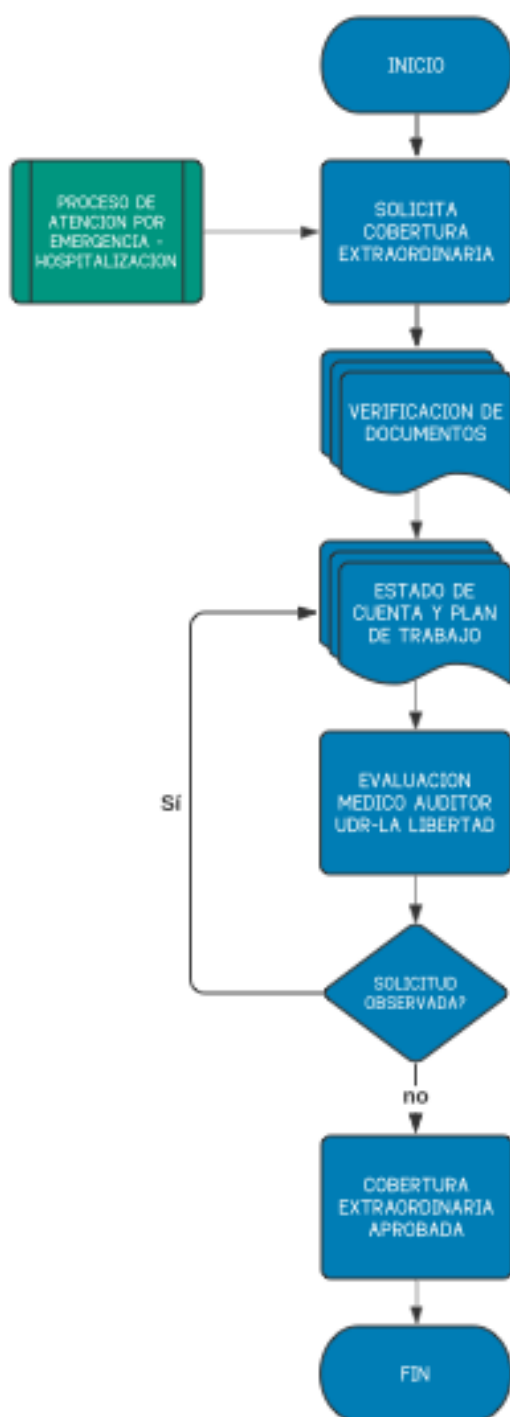 INICIO
PROCESO DE
ATENCION POR
EMERGENCIA -
HOSPITALIZACION
SOLICITA
COBERTURA
EXTRAORDINARIA
VERIFICACION DE
DOCUMENTOS
ESTADO DE
CUENTA Y PLAN
DE TRABAJO
EVALUACION
MEDICO AUDITOR
UDR-LA LIBERTAD
Sí
SOLICITUD
OBSERVADA?
no
COBERTURA
EXTRAORDINARIA
APROBADA
FIN